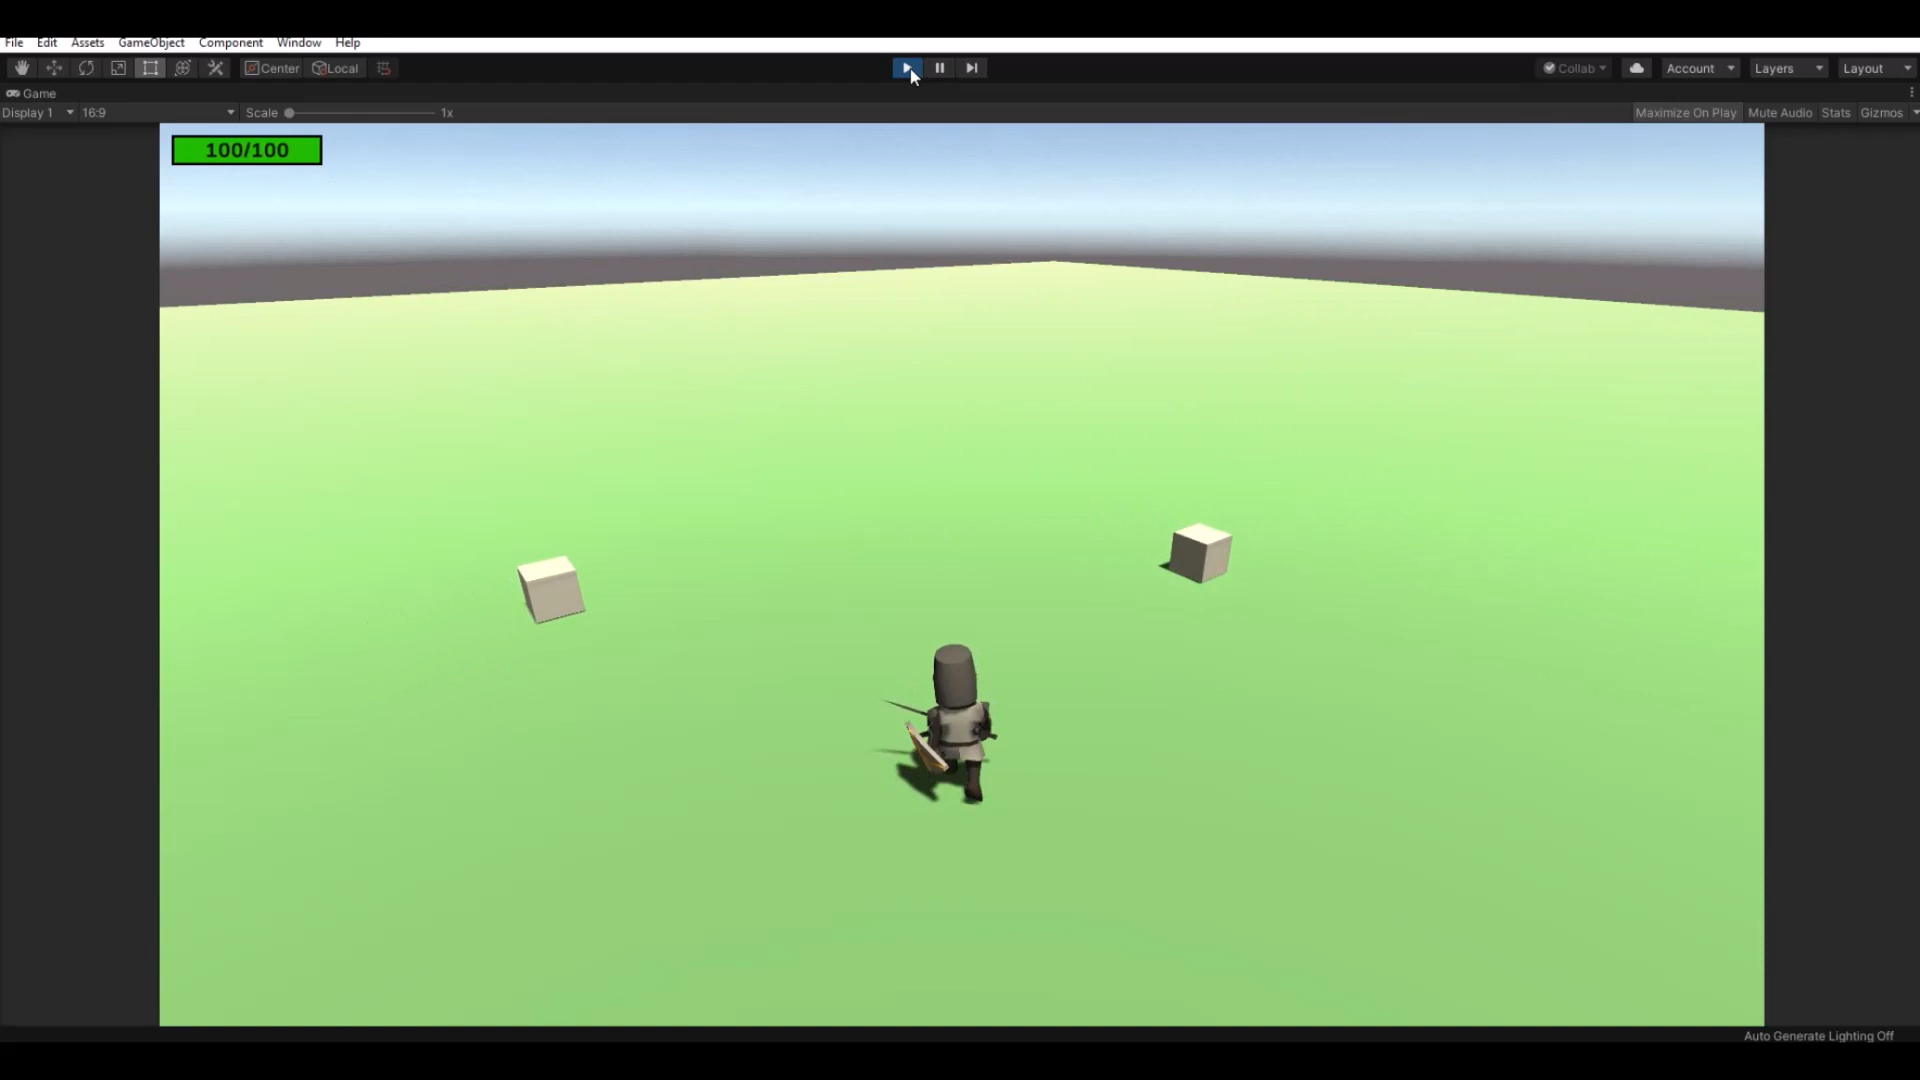 File Edit Assets GameObject Component Window Help
Center Local Collab Account Layers Layout
Game
Display 1 16:9 Scale 1x Maximize On Play Mute Audio Stats Gizmos
100/100
Auto Generate Lighting Off